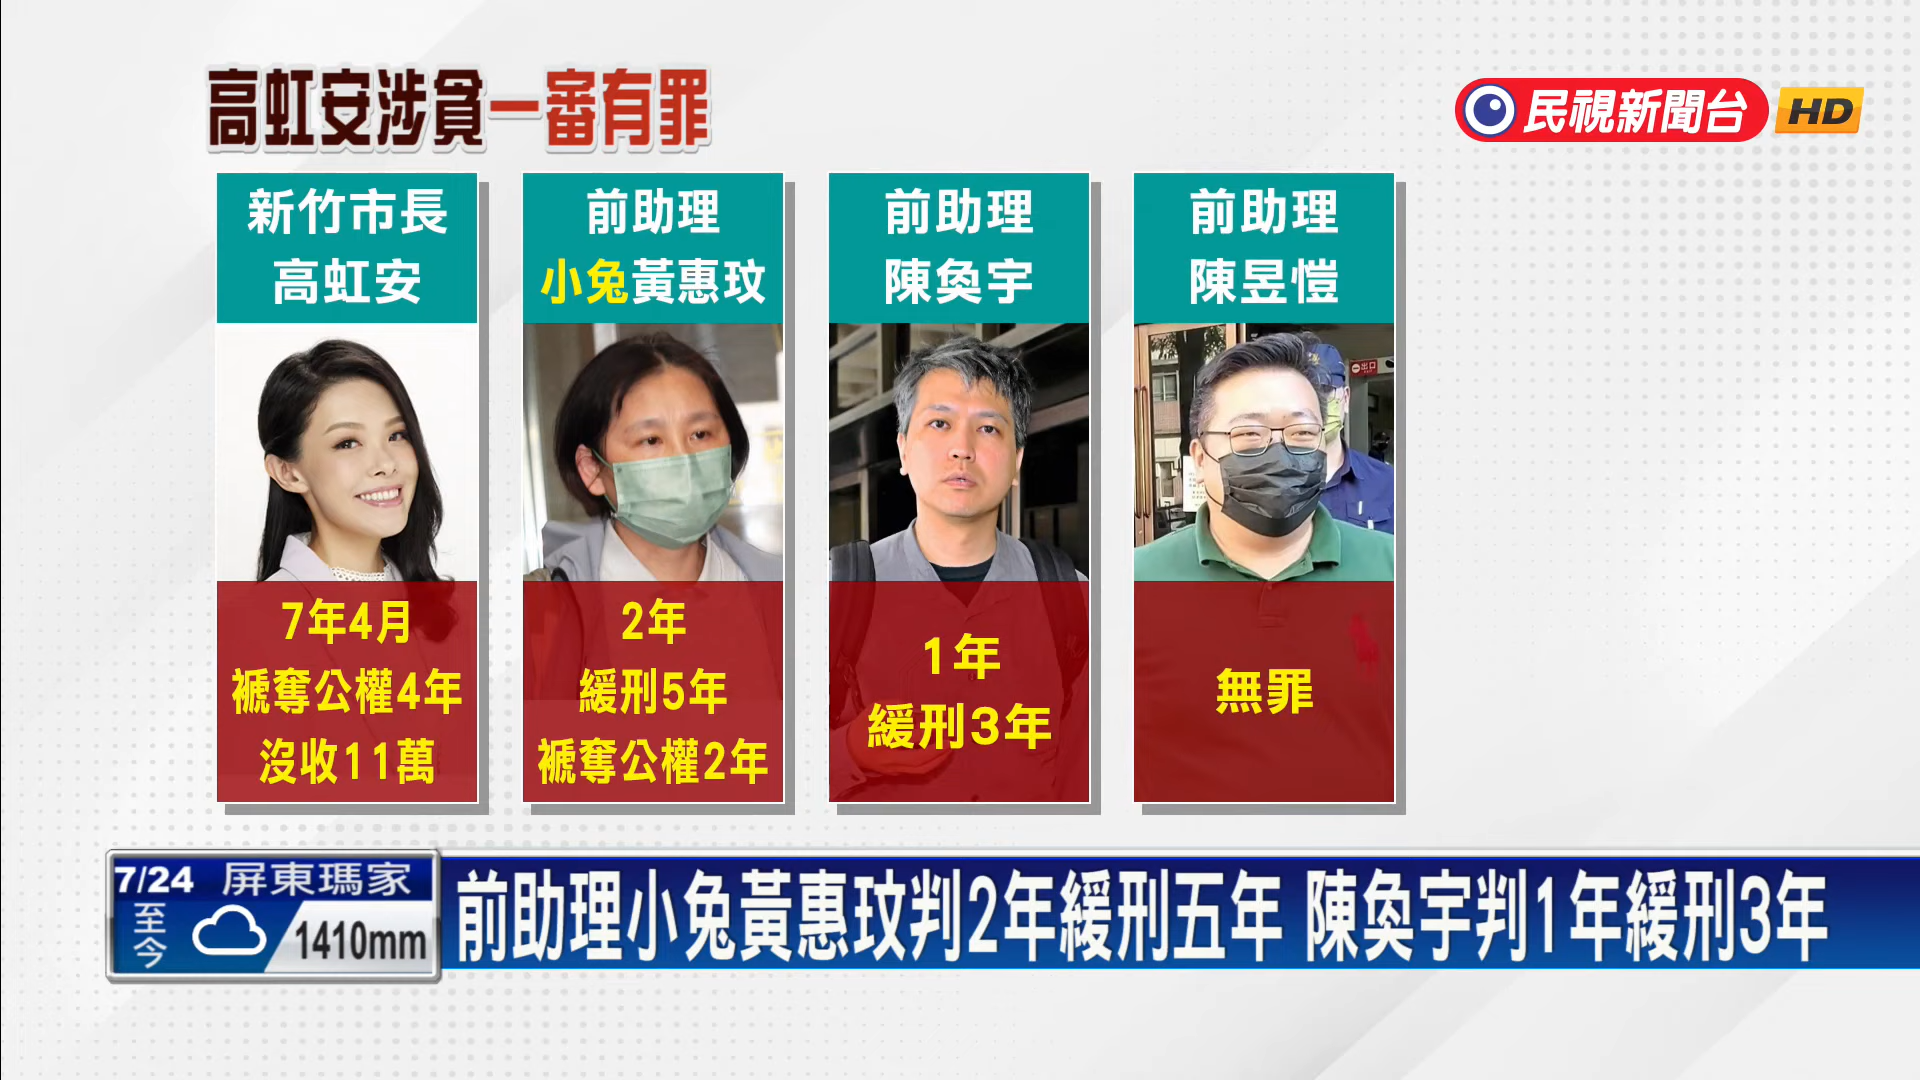 高虹安涉貪一審有罪
民視新聞台 HD
新竹市長
高虹安
7年4月
褫奪公權4年
沒收11萬
前助理
小兔黃惠玟
2年
緩刑5年
褫奪公權2年
前助理
陳奐宇
1年
緩刑3年
前助理
陳昱愷
出口
無罪
7/24 屏東瑪家
至今
1410mm
前助理小兔黃惠玟判2年緩刑五年 陳奐宇判1年緩刑3年